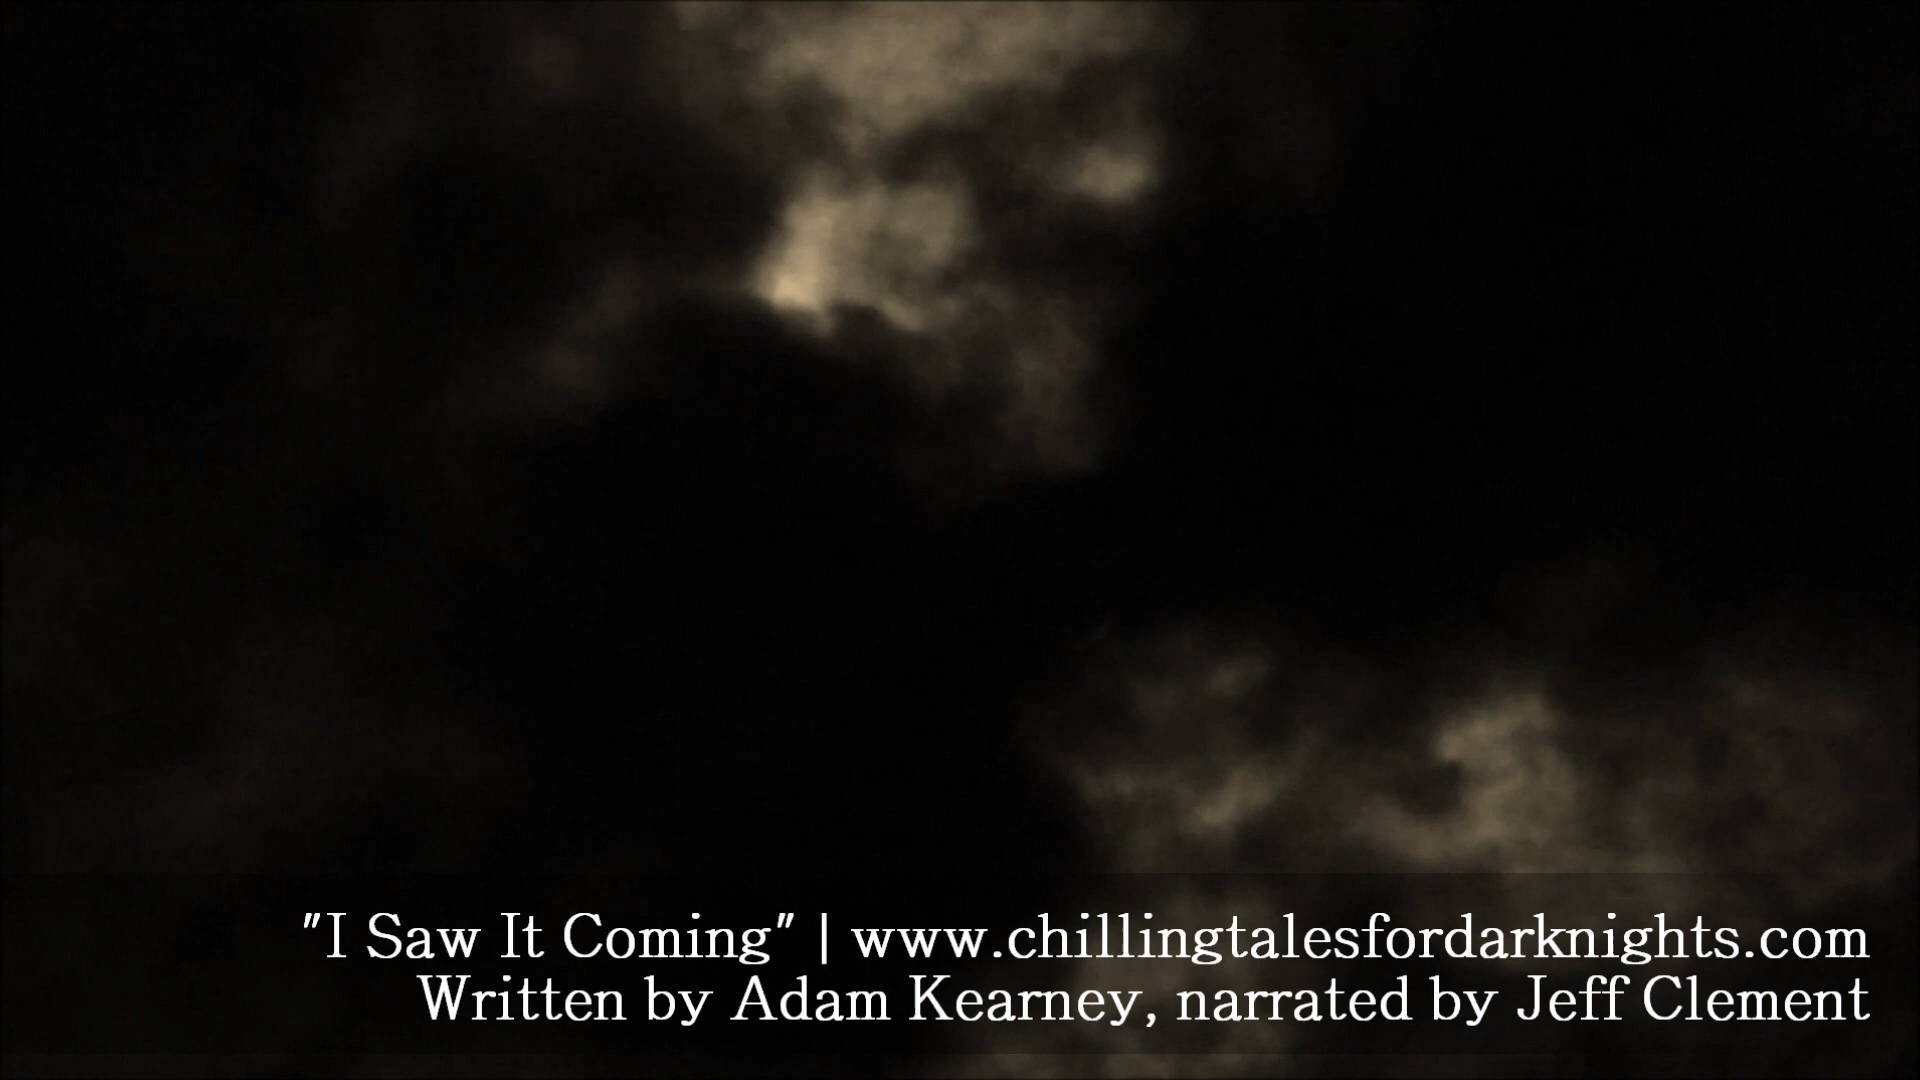 "I Saw It Coming" | www.chillingtalesfordarknights.com
Written by Adam Kearney, narrated by Jeff Clement